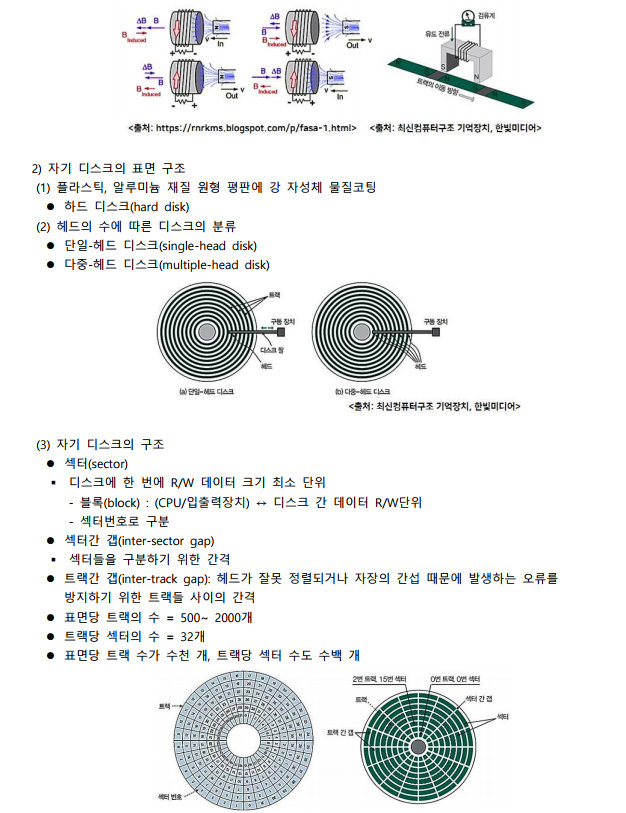 ΔB B
B
Induced
v
In
B
ΔB
B
Induced
v
Out
ΔB
B
B
Induced
v
Out
B ΔB
B
Induced
v
In
검류계
유도 전류
S
N
트랙의 이동 방향
<출처: https://rnrkms.blogspot.com/p/fasa-1.html> <출처: 최신컴퓨터구조 기억장치, 한빛미디어>
2) 자기 디스크의 표면 구조
(1) 플라스틱, 알루미늄 재질 원형 평판에 강 자성체 물질코팅
● 하드 디스크(hard disk)
(2) 헤드의 수에 따른 디스크의 분류
● 단일-헤드 디스크(single-head disk)
● 다중-헤드 디스크(multiple-head disk)
트랙
구동 장치
디스크 팔
헤드
(a) 단일-헤드 디스크
구동 장치
헤드
(b) 다중-헤드 디스크
<출처: 최신컴퓨터구조 기억장치, 한빛미디어>
(3) 자기 디스크의 구조
● 섹터(sector)
▪ 디스크에 한 번에 R/W 데이터 크기 최소 단위
- 블록(block) : (CPU/입출력장치) ↔ 디스크 간 데이터 R/W단위
- 섹터번호로 구분
● 섹터간 갭(inter-sector gap)
▪ 섹터들을 구분하기 위한 간격
● 트랙간 갭(inter-track gap): 헤드가 잘못 정렬되거나 자장의 간섭 때문에 발생하는 오류를
방지하기 위한 트랙들 사이의 간격
● 표면당 트랙의 수 = 500~ 2000개
● 트랙당 섹터의 수 = 32개
● 표면당 트랙 수가 수천 개, 트랙당 섹터 수도 수백 개
트랙
섹터 번호
2번 트랙, 15번 섹터
0번 트랙, 0번 섹터
트랙
섹터 간 갭
섹터
트랙 간 갭